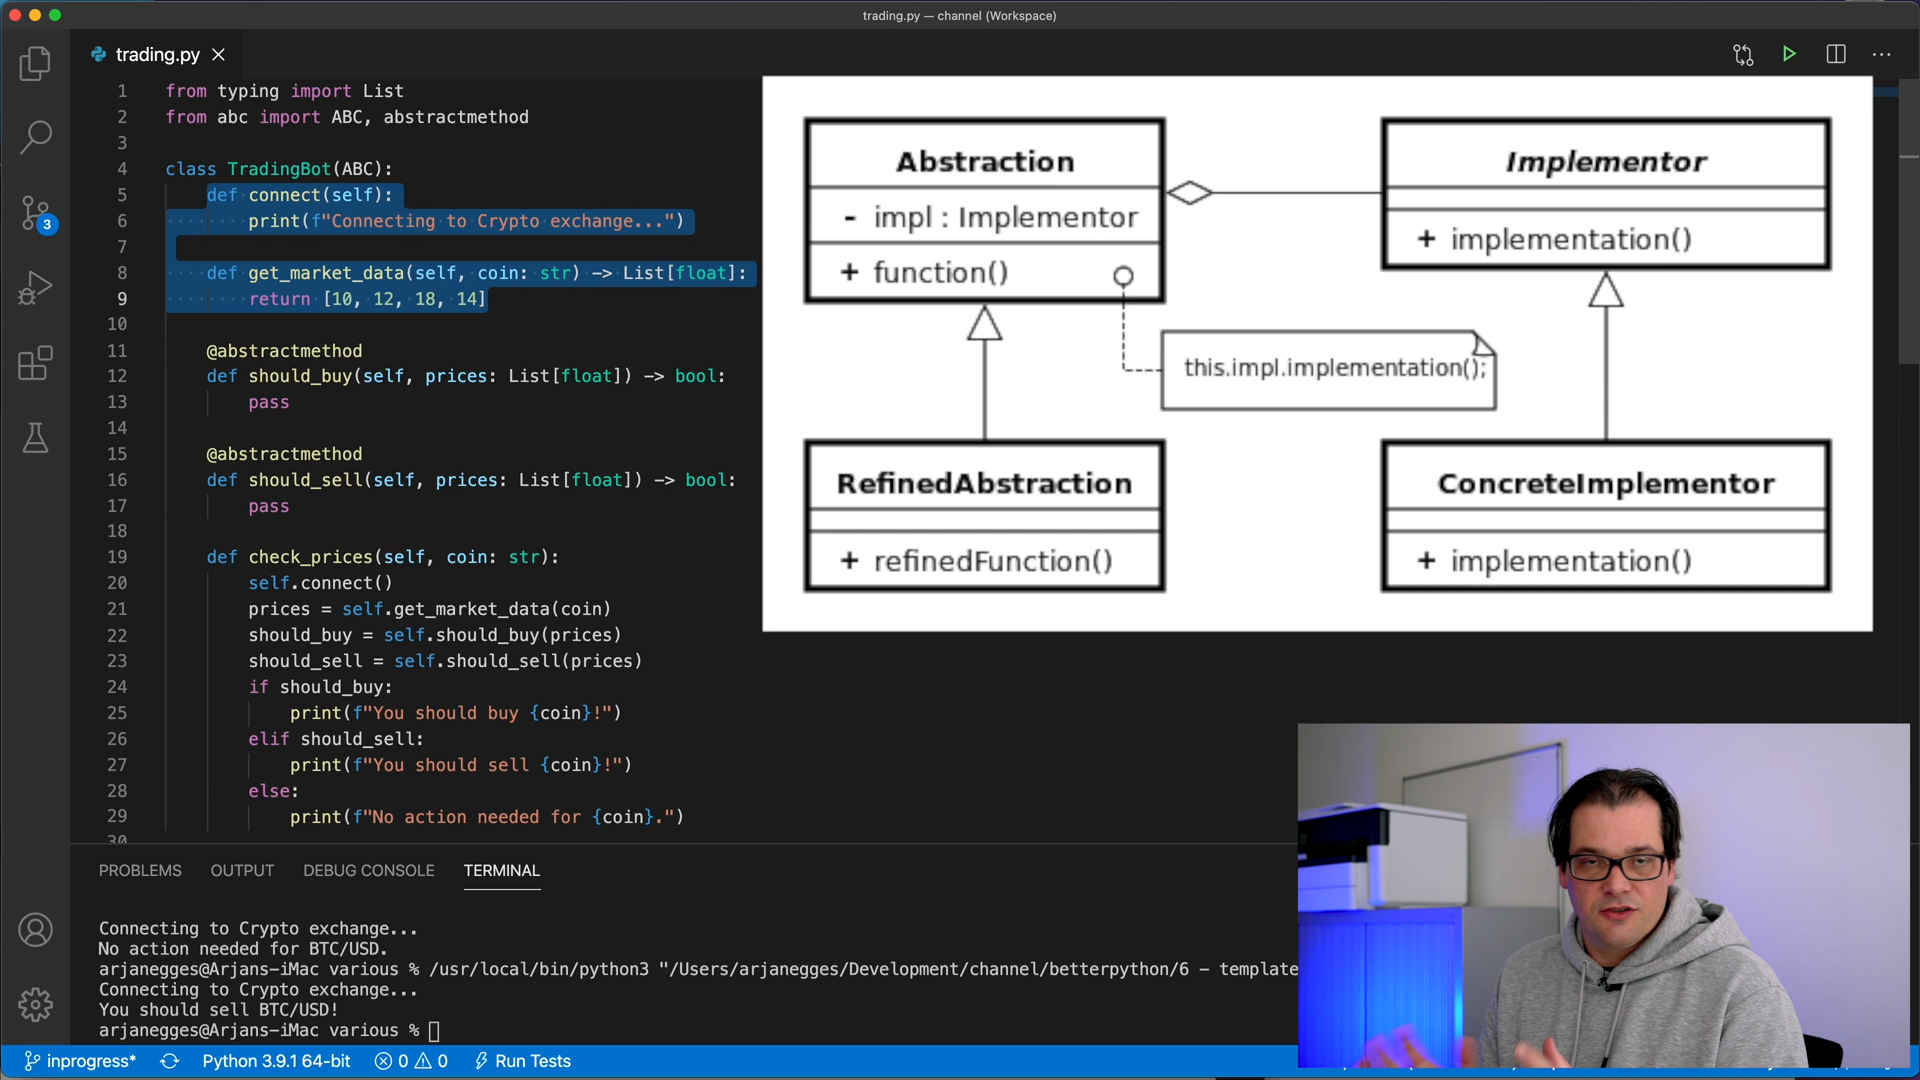 trading.py — channel (Workspace)
trading.py
1 from typing import List
2 from abc import ABC, abstractmethod
3
4 class TradingBot(ABC):
5 def connect(self):
6 print(f"Connecting to Crypto exchange...")
7
8 def get_market_data(self, coin: str) -> List[float]:
9 return [10, 12, 18, 14]
10
11 @abstractmethod
12 def should_buy(self, prices: List[float]) -> bool:
13 pass
14
15 @abstractmethod
16 def should_sell(self, prices: List[float]) -> bool:
17 pass
18
19 def check_prices(self, coin: str):
20 self.connect()
21 prices = self.get_market_data(coin)
22 should_buy = self.should_buy(prices)
23 should_sell = self.should_sell(prices)
24 if should_buy:
25 print(f"You should buy {coin}!")
26 elif should_sell:
27 print(f"You should sell {coin}!")
28 else:
29 print(f"No action needed for {coin}.")
30
Abstraction
- impl : Implementor
+ function()
Implementor
+ implementation()
this.impl.implementation();
RefinedAbstraction
+ refinedFunction()
ConcreteImplementor
+ implementation()
3
PROBLEMS OUTPUT DEBUG CONSOLE TERMINAL
Connecting to Crypto exchange...
No action needed for BTC/USD.
arjanegges@Arjans-iMac various % /usr/local/bin/python3 "/Users/arjanegges/Development/channel/betterpython/6 - template
Connecting to Crypto exchange...
You should sell BTC/USD!
arjanegges@Arjans-iMac various %
inprogress* Python 3.9.1 64-bit 0 0 Run Tests